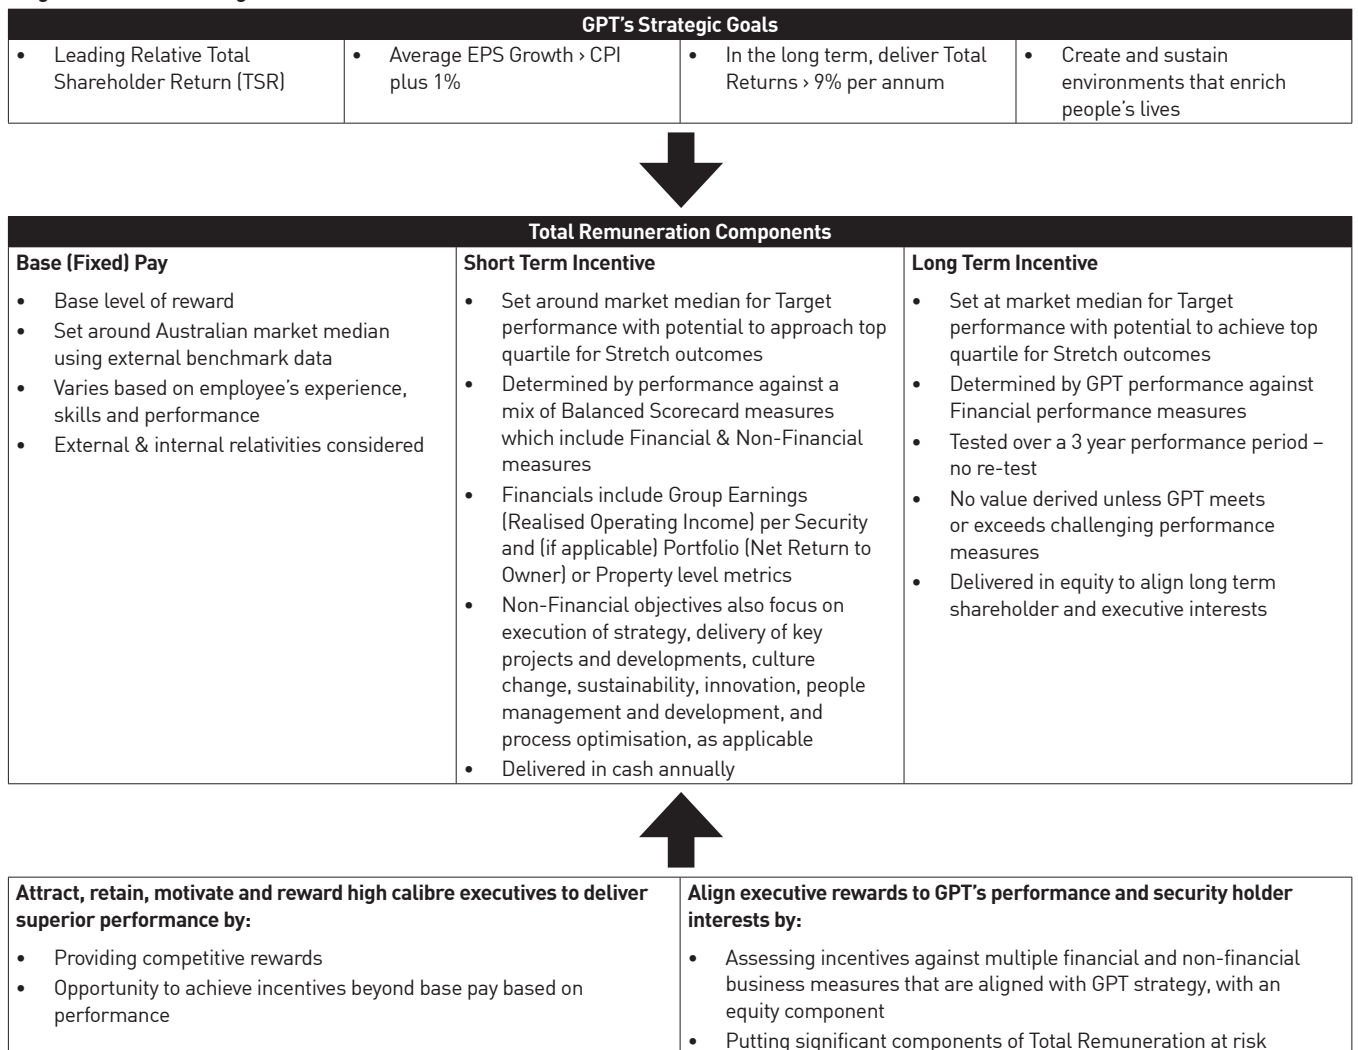 GPT’s Strategic Goals
• Leading Relative Total
Shareholder Return (TSR)
• Average EPS Growth › CPI
plus 1%
• In the long term, deliver Total
Returns › 9% per annum
• Create and sustain
environments that enrich
people’s lives
Total Remuneration Components
Base (Fixed) Pay
• Base level of reward
• Set around Australian market median
using external benchmark data
• Varies based on employee’s experience,
skills and performance
• External & internal relativities considered
Short Term Incentive
• Set around market median for Target
performance with potential to approach top
quartile for Stretch outcomes
• Determined by performance against a
mix of Balanced Scorecard measures
which include Financial & Non-Financial
measures
• Financials include Group Earnings
(Realised Operating Income) per Security
and (if applicable) Portfolio (Net Return to
Owner) or Property level metrics
• Non-Financial objectives also focus on
execution of strategy, delivery of key
projects and developments, culture
change, sustainability, innovation, people
management and development, and
process optimisation, as applicable
• Delivered in cash annually
Long Term Incentive
• Set at market median for Target
performance with potential to achieve top
quartile for Stretch outcomes
• Determined by GPT performance against
Financial performance measures
• Tested over a 3 year performance period –
no re-test
• No value derived unless GPT meets
or exceeds challenging performance
measures
• Delivered in equity to align long term
shareholder and executive interests
Attract, retain, motivate and reward high calibre executives to deliver
superior performance by:
• Providing competitive rewards
• Opportunity to achieve incentives beyond base pay based on
performance
Align executive rewards to GPT’s performance and security holder
interests by:
• Assessing incentives against multiple financial and non-financial
business measures that are aligned with GPT strategy, with an
equity component
• Putting significant components of Total Remuneration at risk